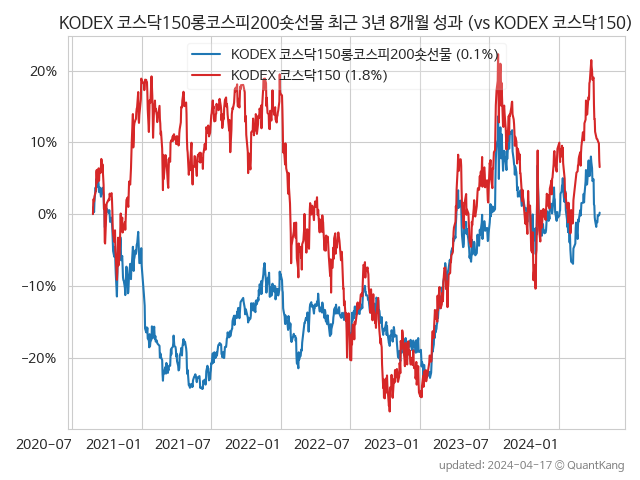 KODEX 코스닥150롱코스피200숏선물 최근 3년 8개월 성과 (vs KODEX 코스닥150)
KODEX 코스닥150롱코스피200숏선물 (0.1%)
KODEX 코스닥150 (1.8%)
20%
10%
0%
−10%
−20%
2020-07 2021-01 2021-07 2022-01 2022-07 2023-01 2023-07 2024-01
updated: 2024-04-17 © QuantKang